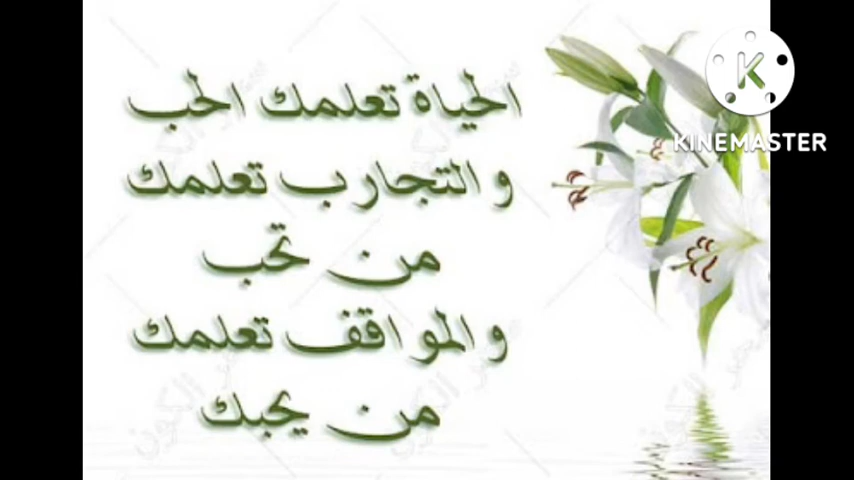 الحياة تعلمك الحب
و التجارب تعلمك
من تحب
و المواقف تعلمك
من يحبك
KINEMASTER